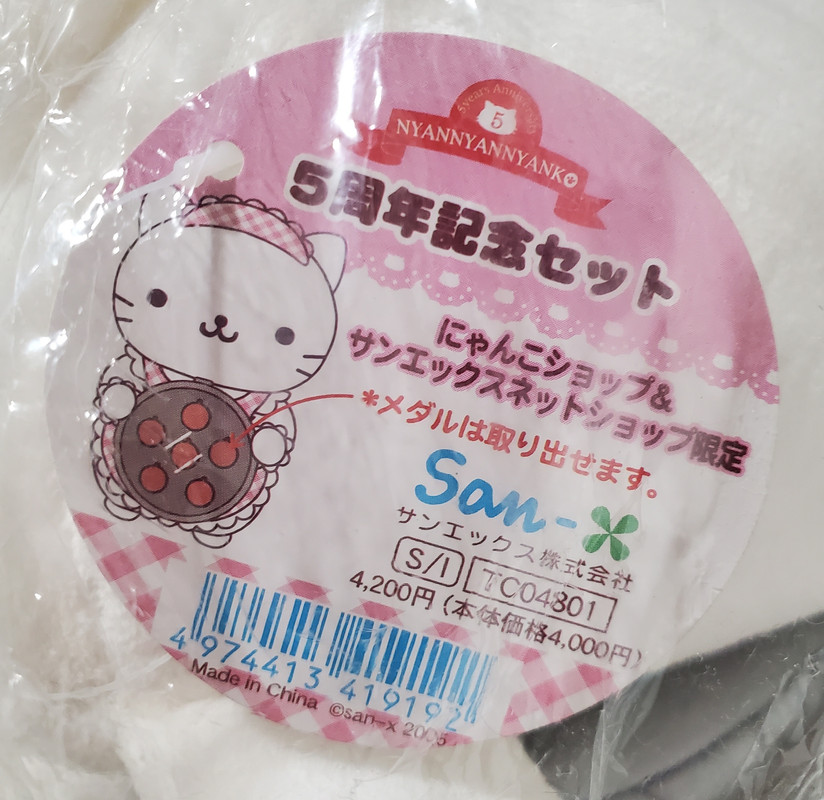 5years Anniversary
5
NYANNYANNYANKO
5周年記念セット
にゃんこショップ&
サンエックスネットショップ限定
*メダルは取り出せます。
San-
サンエックス株式会社
S/I TC04801
4,200円(本体価格4,000円)
4 974413 419192
Made in China ©san-x 2005